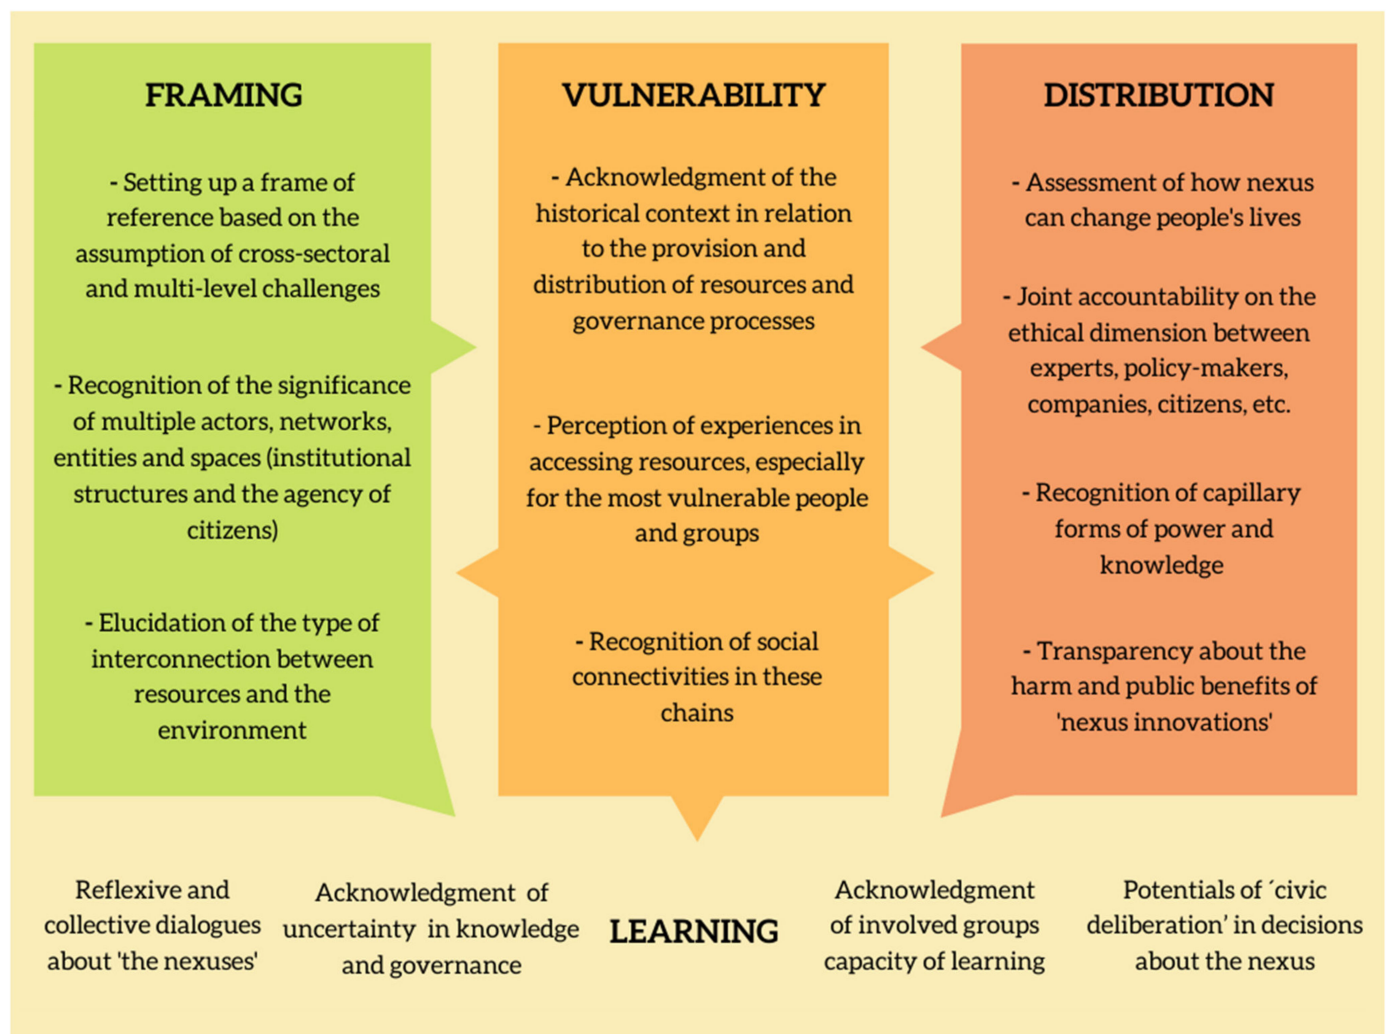 FRAMING
- Setting up a frame of
reference based on the
assumption of cross-sectoral
and multi-level challenges
- Recognition of the significance
of multiple actors, networks,
entities and spaces (institutional
structures and the agency of
citizens)
- Elucidation of the type of
interconnection between
resources and the
environment
VULNERABILITY
- Acknowledgment of the
historical context in relation
to the provision and
distribution of resources and
governance processes
- Perception of experiences in
accessing resources, especially
for the most vulnerable people
and groups
- Recognition of social
connectivities in these
chains
DISTRIBUTION
- Assessment of how nexus
can change people's lives
- Joint accountability on the
ethical dimension between
experts, policy-makers,
companies, citizens, etc.
- Recognition of capillary
forms of power and
knowledge
- Transparency about the
harm and public benefits of
'nexus innovations'
Reflexive and
collective dialogues
about 'the nexuses'
Acknowledgment of
uncertainty in knowledge
and governance
LEARNING
Acknowledgment
of involved groups
capacity of learning
Potentials of ´civic
deliberation’ in decisions
about the nexus